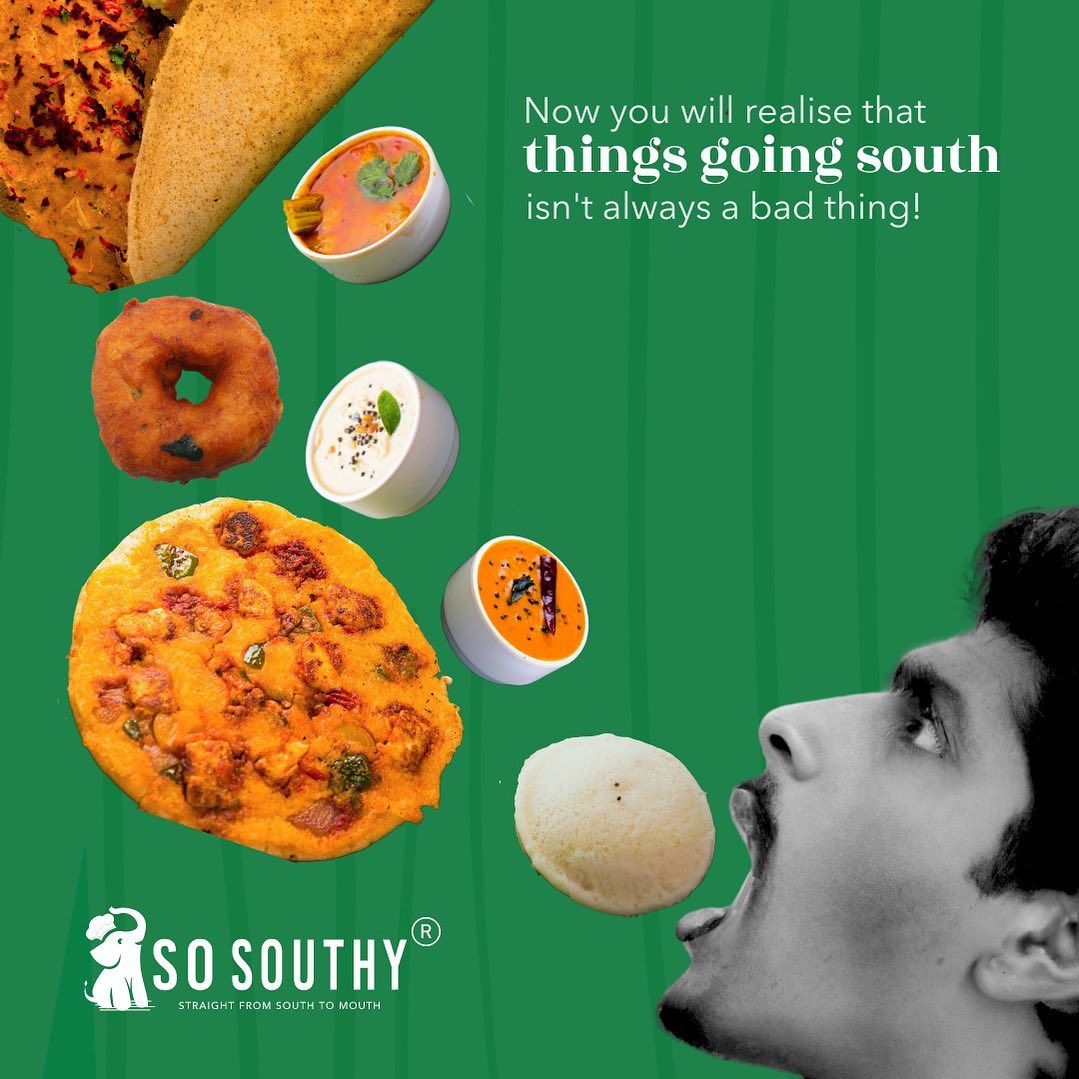 Now you will realise that
things going south
isn't always a bad thing!
SO SOUTHY®
STRAIGHT FROM SOUTH TO MOUTH